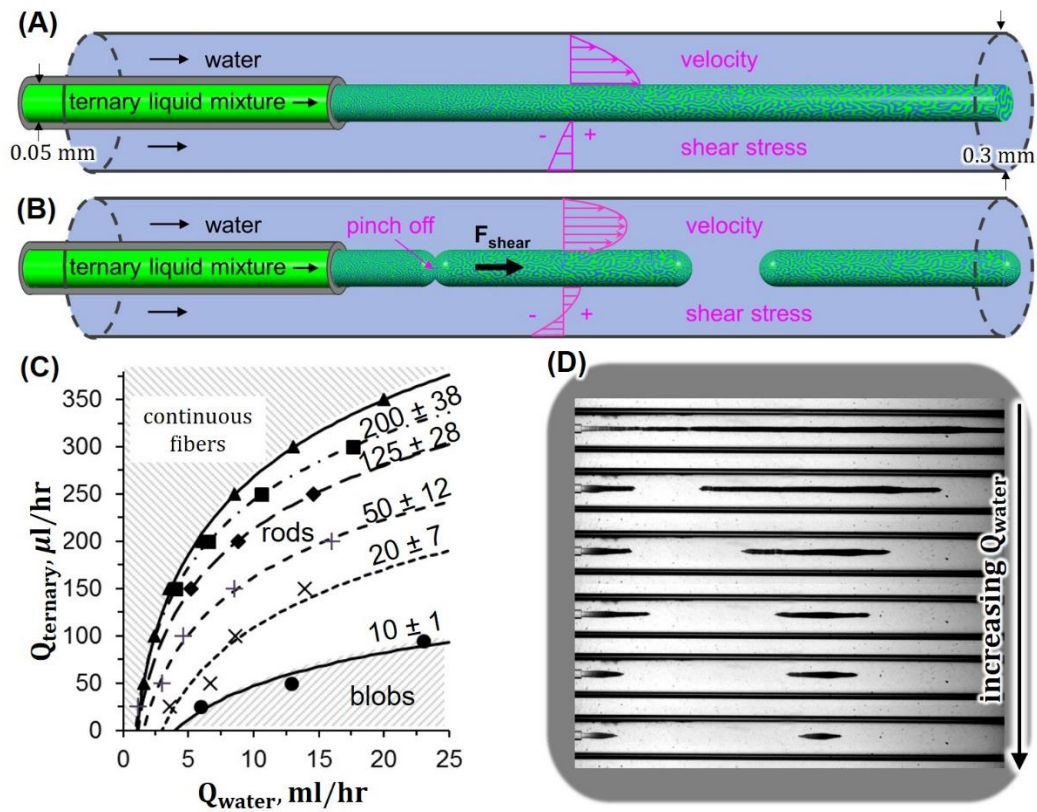 (A)
water
velocity
ternary liquid mixture
0.05 mm
- +
shear stress
0.3 mm
(B)
water
pinch off
F_shear
velocity
ternary liquid mixture
- +
shear stress
(C)
Q_ternary, µl/hr
350
300
250
200
150
100
50
0
continuous
fibers
200 ± 38
125 ± 28
rods
50 ± 12
20 ± 7
10 ± 1
blobs
0 5 10 15 20 25
Q_water, ml/hr
(D)
increasing Q_water